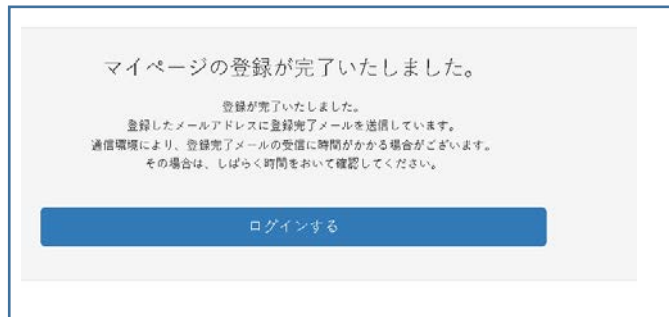 マイページの登録が完了いたしました。
登録が完了いたしました。
登録したメールアドレスに登録完了メールを送信しています。
通信環境により、登録完了メールの受信に時間がかかる場合がございます。
その場合は、しばらく時間をおいて確認してください。
ログインする